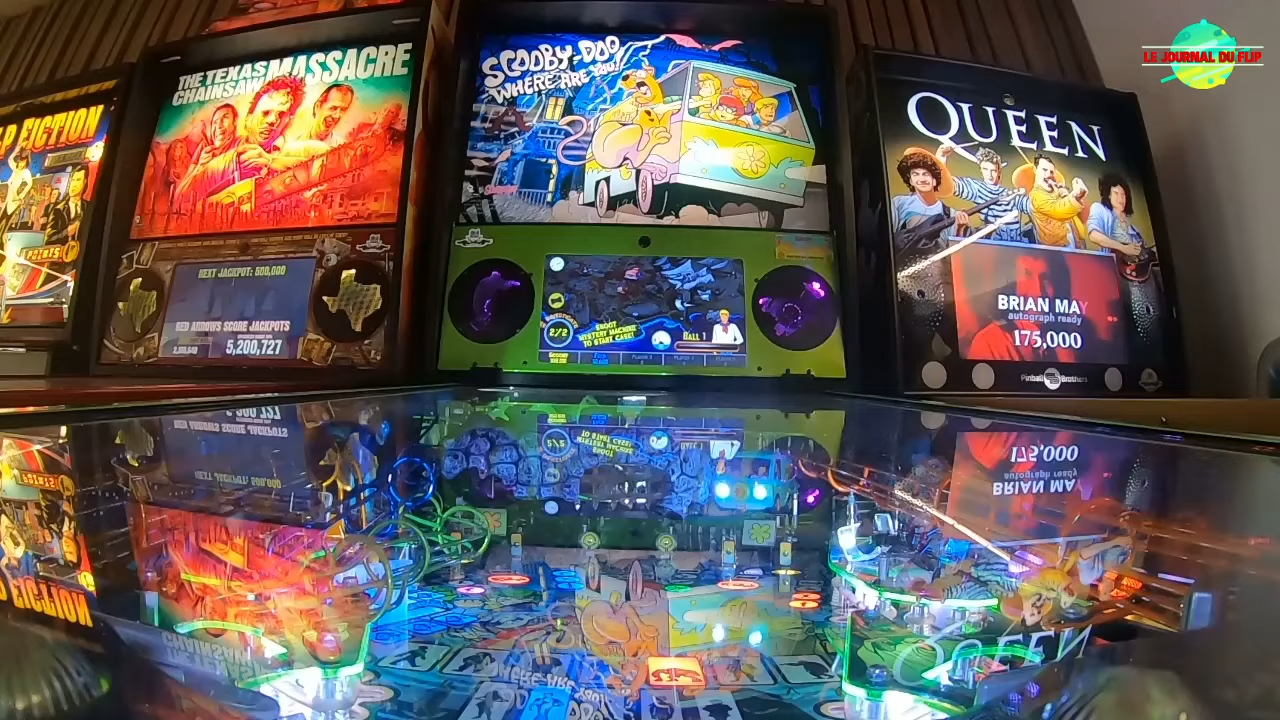 LE JOURNAL DU FLIP
P FICTION
POINTS
THE TEXAS
CHAINSAW
MASSACRE
NEXT JACKPOT: 500,000
RED ARROWS SCORE JACKPOTS
5,200,727
SCOOBY-DOO
WHERE ARE YOU!
2/2
SHOOT
MYSTERY MACHINE
TO START CASE!
BALL 1
QUEEN
BRIAN MAY
autograph ready
175,000
Pinball Brothers